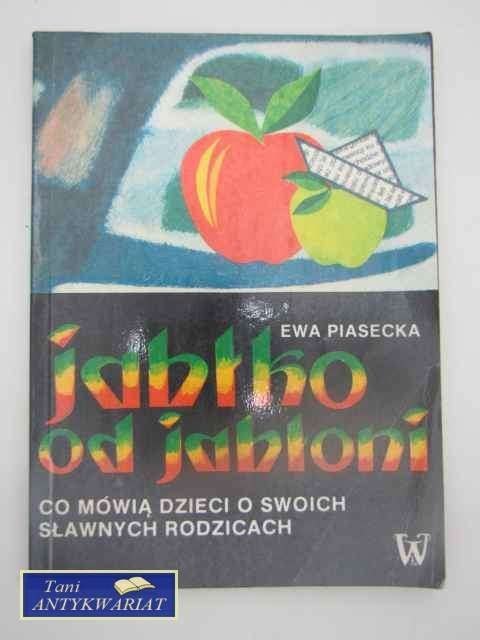 EWA PIASECKA
jabłko
od jabłoni
CO MÓWIĄ DZIECI O SWOICH
SŁAWNYCH RODZICACH
W
Tani
ANTYKWARIAT